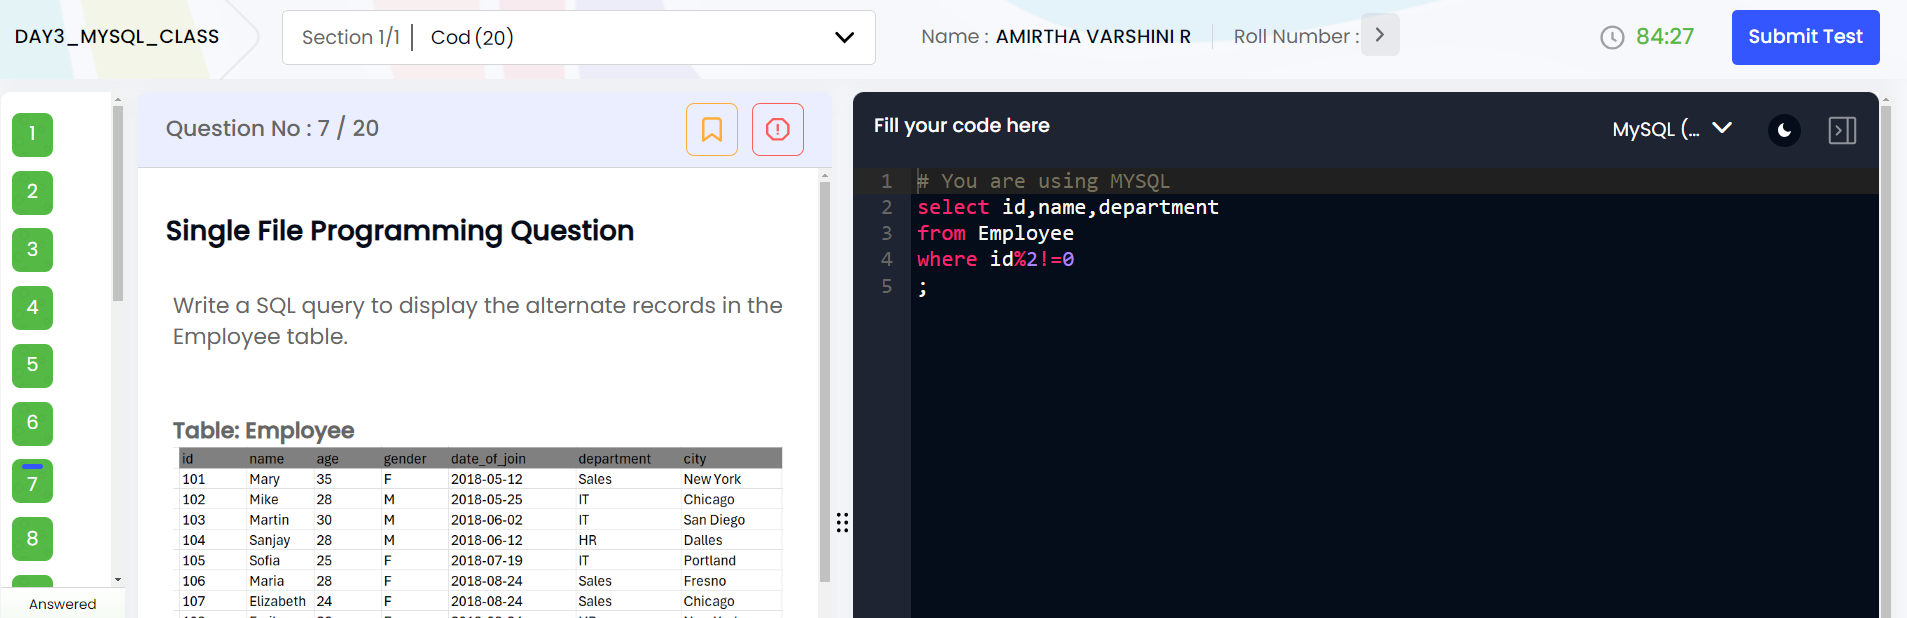 DAY3_MYSQL_CLASS
Section 1/1 | Cod (20)
Name : AMIRTHA VARSHINI R
Roll Number :
84:27
Submit Test
1
2
3
4
5
6
7
8
Answered
Question No : 7 / 20
Single File Programming Question
Write a SQL query to display the alternate records in the
Employee table.
Table: Employee
id name age gender date_of_join department city
101 Mary 35 F 2018-05-12 Sales New York
102 Mike 28 M 2018-05-25 IT Chicago
103 Martin 30 M 2018-06-02 IT San Diego
104 Sanjay 28 M 2018-06-12 HR Dalles
105 Sofia 25 F 2018-07-19 IT Portland
106 Maria 28 F 2018-08-24 Sales Fresno
107 Elizabeth 24 F 2018-08-24 Sales Chicago
Fill your code here
MySQL (...
1 # You are using MYSQL
2 select id,name,department
3 from Employee
4 where id%2!=0
5 ;